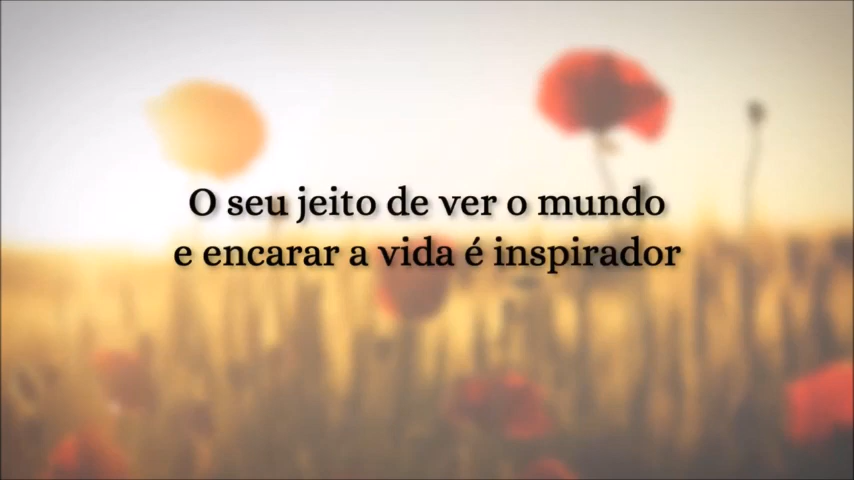 O seu jeito de ver o mundo
e encarar a vida é inspirador